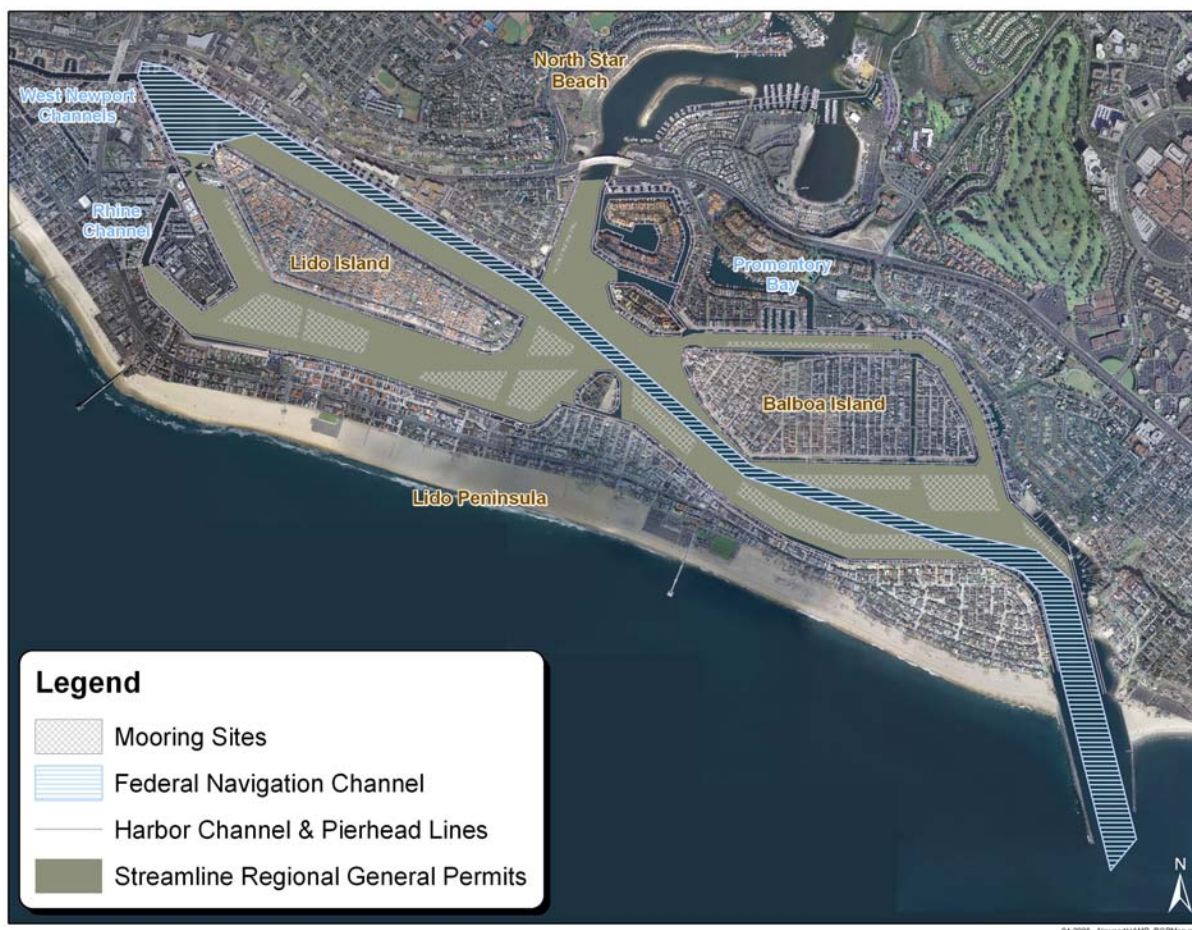 North Star
Beach
West Newport
Channels
Rhine
Channel
Lido Island
Promontory
Bay
Balboa Island
Lido Peninsula
Legend
Mooring Sites
Federal Navigation Channel
Harbor Channel & Pierhead Lines
Streamline Regional General Permits
N